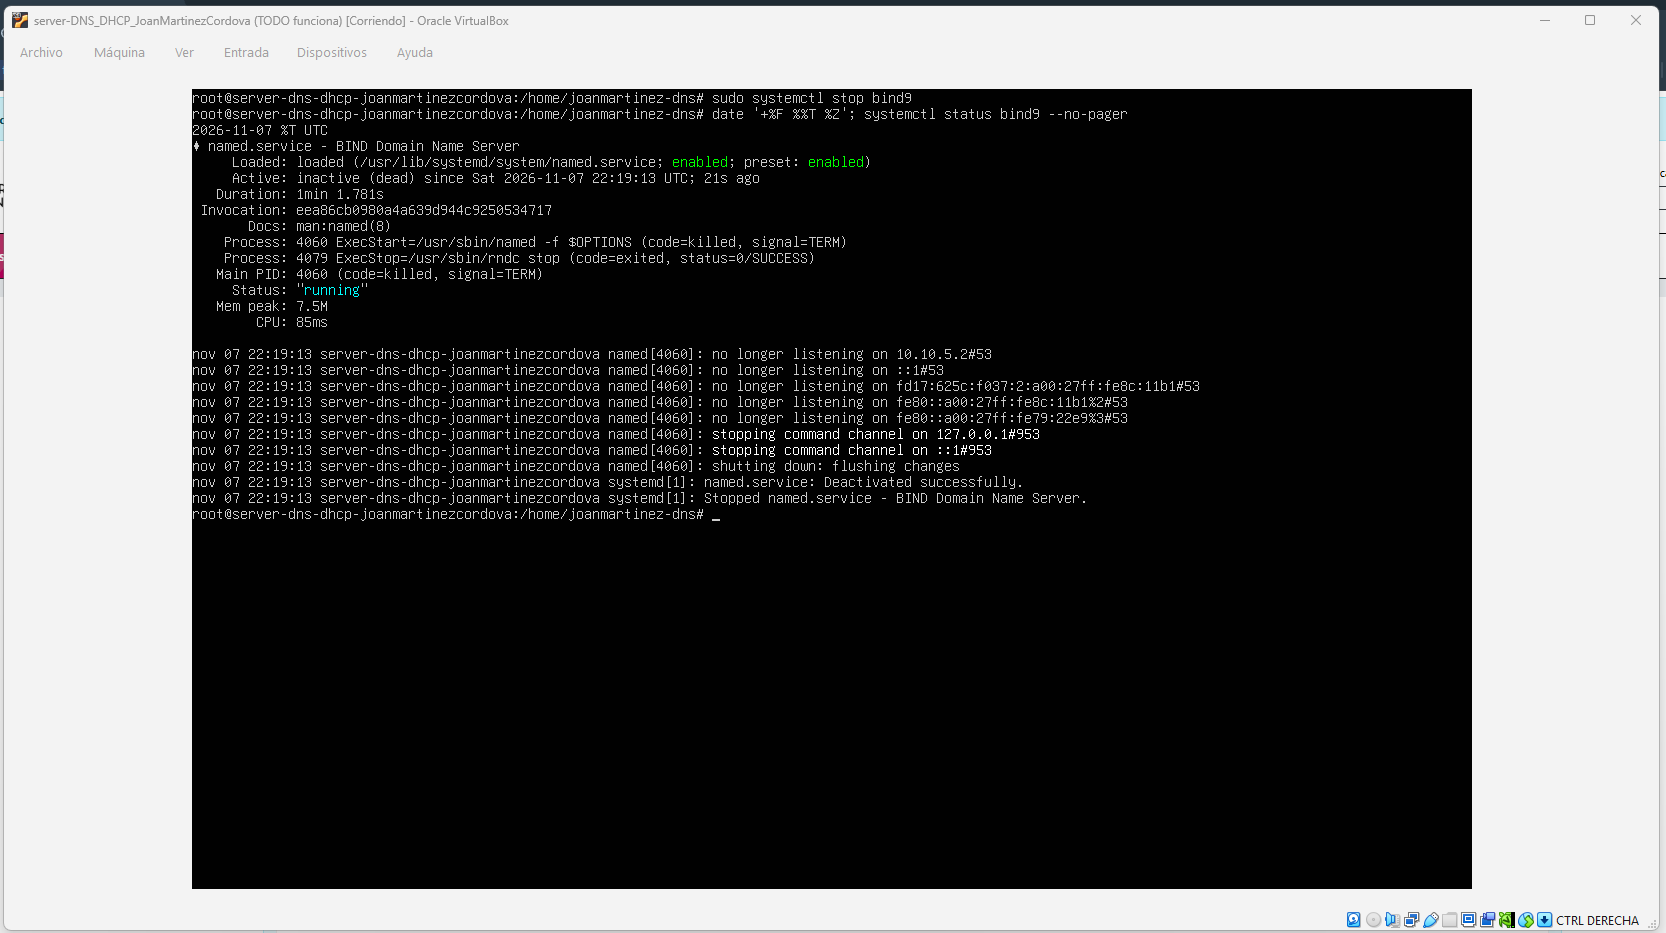 server-DNS_DHCP_JoanMartinezCordova (TODO funciona) [Corriendo] - Oracle VirtualBox
Archivo Máquina Ver Entrada Dispositivos Ayuda
root@server-dns-dhcp-joanmartinezcordova:/home/joanmartinez-dns# sudo systemctl stop bind9
root@server-dns-dhcp-joanmartinezcordova:/home/joanmartinez-dns# date '+%F %%T %Z'; systemctl status bind9 --no-pager
2026-11-07 %T UTC
♦ named.service - BIND Domain Name Server
Loaded: loaded (/usr/lib/systemd/system/named.service; enabled; preset: enabled)
Active: inactive (dead) since Sat 2026-11-07 22:19:13 UTC; 21s ago
Duration: 1min 1.781s
Invocation: eea86cb0980a4a639d944c9250534717
Docs: man:named(8)
Process: 4060 ExecStart=/usr/sbin/named -f $OPTIONS (code=killed, signal=TERM)
Process: 4079 ExecStop=/usr/sbin/rndc stop (code=exited, status=0/SUCCESS)
Main PID: 4060 (code=killed, signal=TERM)
Status: "running"
Mem peak: 7.5M
CPU: 85ms
nov 07 22:19:13 server-dns-dhcp-joanmartinezcordova named[4060]: no longer listening on 10.10.5.2#53
nov 07 22:19:13 server-dns-dhcp-joanmartinezcordova named[4060]: no longer listening on ::1#53
nov 07 22:19:13 server-dns-dhcp-joanmartinezcordova named[4060]: no longer listening on fd17:625c:f037:2:a00:27ff:fe8c:11b1#53
nov 07 22:19:13 server-dns-dhcp-joanmartinezcordova named[4060]: no longer listening on fe80::a00:27ff:fe8c:11b1%2#53
nov 07 22:19:13 server-dns-dhcp-joanmartinezcordova named[4060]: no longer listening on fe80::a00:27ff:fe79:22e9%3#53
nov 07 22:19:13 server-dns-dhcp-joanmartinezcordova named[4060]: stopping command channel on 127.0.0.1#953
nov 07 22:19:13 server-dns-dhcp-joanmartinezcordova named[4060]: stopping command channel on ::1#953
nov 07 22:19:13 server-dns-dhcp-joanmartinezcordova named[4060]: shutting down: flushing changes
nov 07 22:19:13 server-dns-dhcp-joanmartinezcordova systemd[1]: named.service: Deactivated successfully.
nov 07 22:19:13 server-dns-dhcp-joanmartinezcordova systemd[1]: Stopped named.service - BIND Domain Name Server.
root@server-dns-dhcp-joanmartinezcordova:/home/joanmartinez-dns# _
CTRL DERECHA